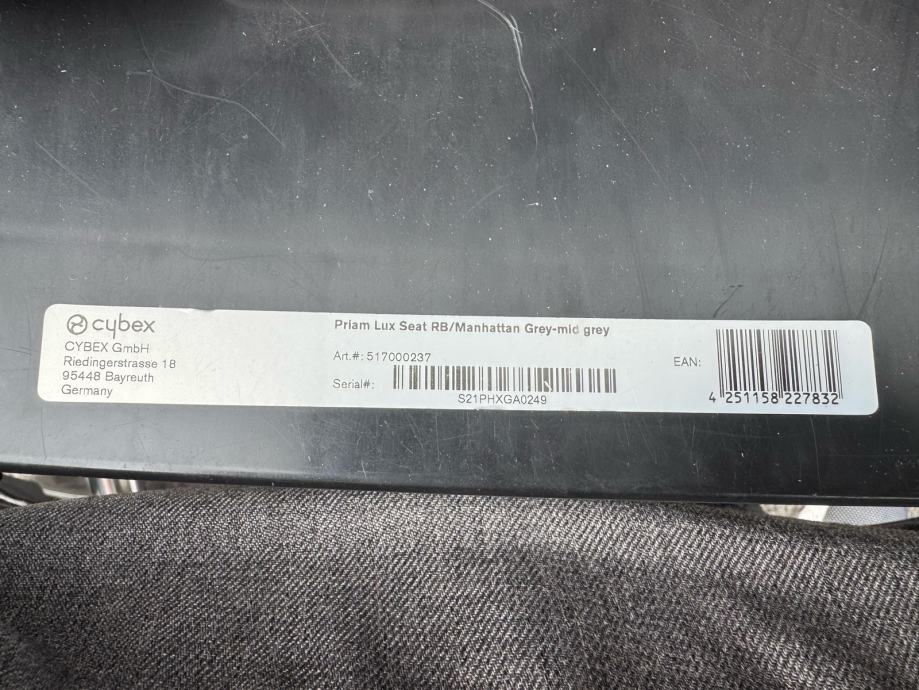 cybex
CYBEX GmbH
Riedingerstrasse 18
95448 Bayreuth
Germany
Priam Lux Seat RB/Manhattan Grey-mid grey
Art.#: 517000237
Serial#:
S21PHXGA0249
EAN:
4 251158 227832